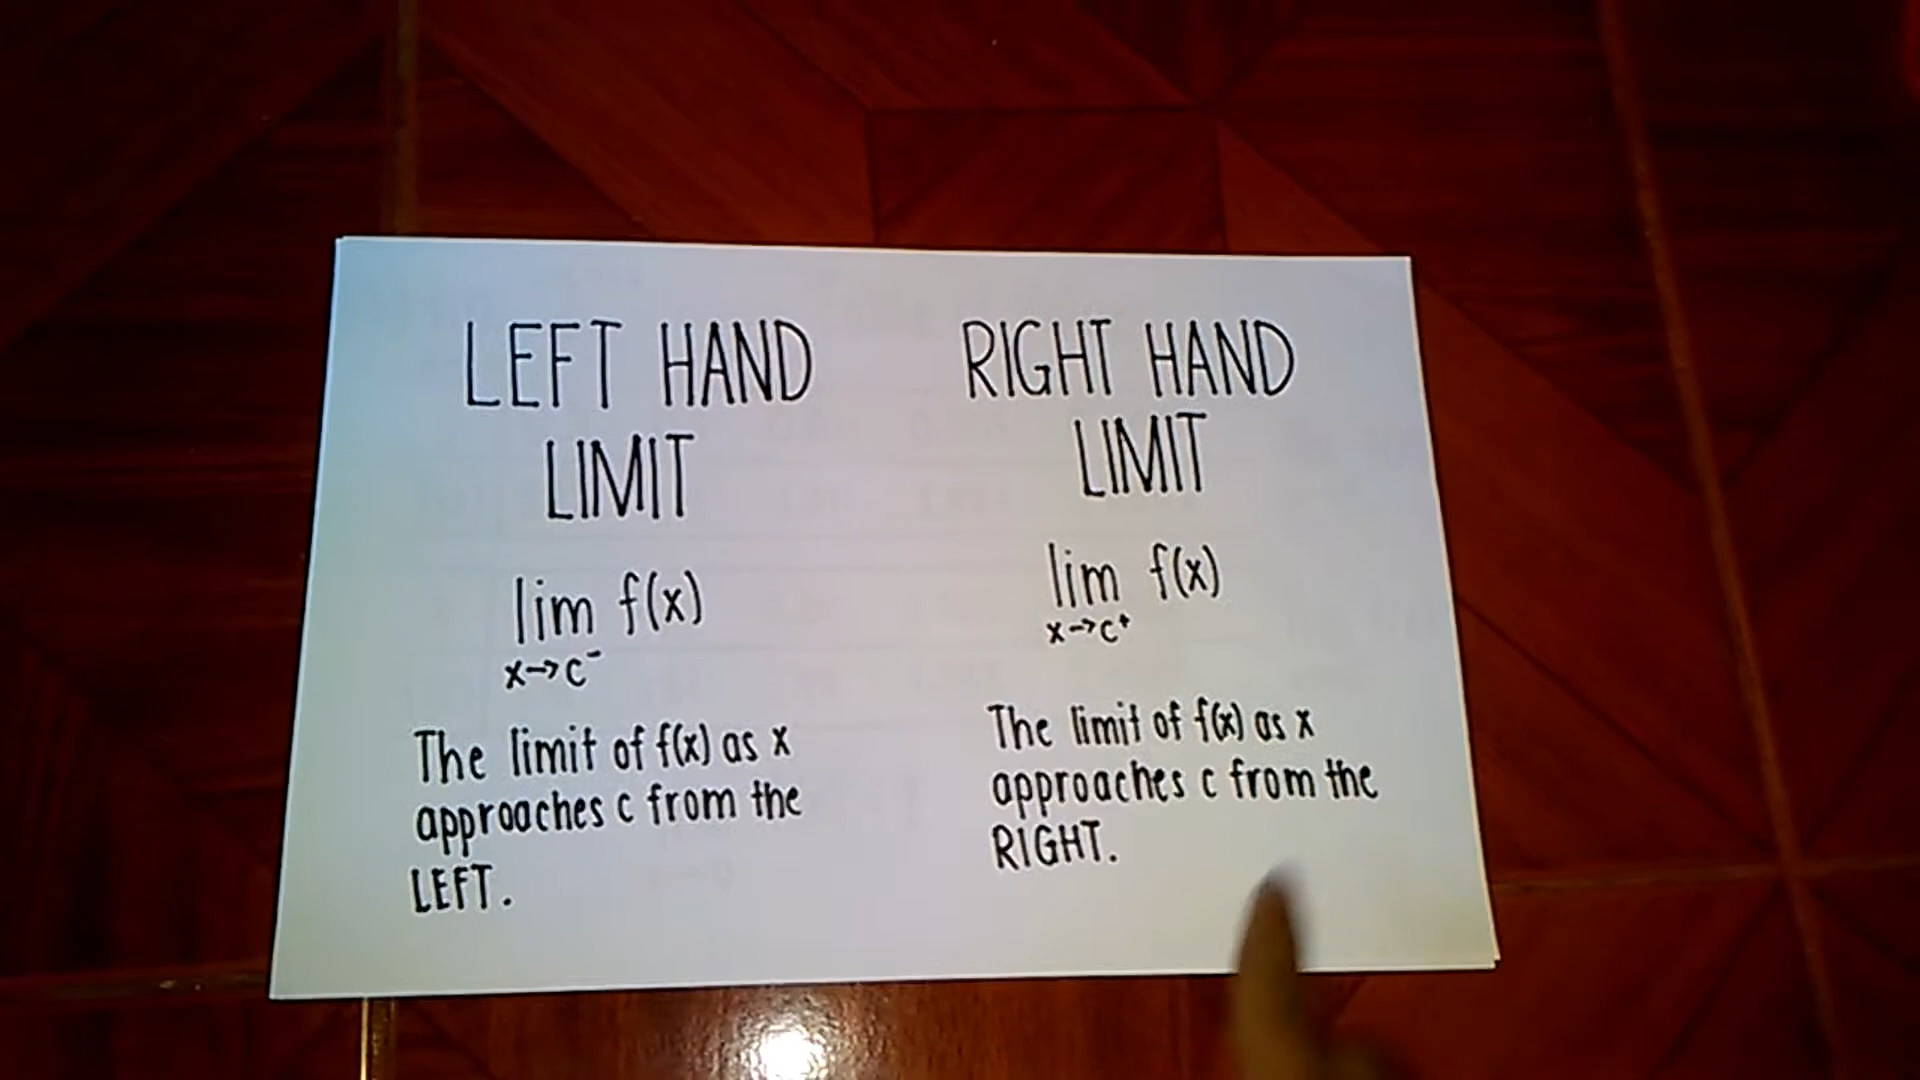 LEFT HAND
LIMIT
lim f(x)
x→c⁻
The limit of f(x) as x
approaches c from the
LEFT.
RIGHT HAND
LIMIT
lim f(x)
x→c⁺
The limit of f(x) as x
approaches c from the
RIGHT.